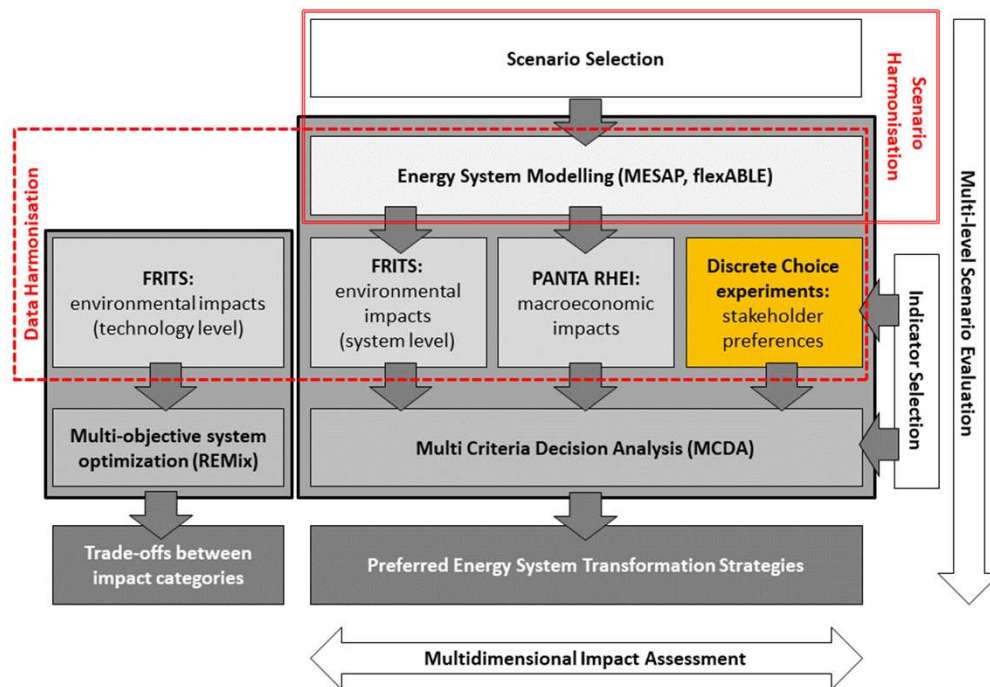 Scenario Selection
Scenario
Harmonisation
Energy System Modelling (MESAP, flexABLE)
Data Harmonisation
FRITS:
environmental impacts
(technology level)
FRITS:
environmental
impacts
(system level)
PANTA RHEI:
macroeconomic
impacts
Discrete Choice
experiments:
stakeholder
preferences
Indicator Selection
Multi-level Scenario Evaluation
Multi-objective system
optimization (REMix)
Multi Criteria Decision Analysis (MCDA)
Trade-offs between
impact categories
Preferred Energy System Transformation Strategies
Multidimensional Impact Assessment